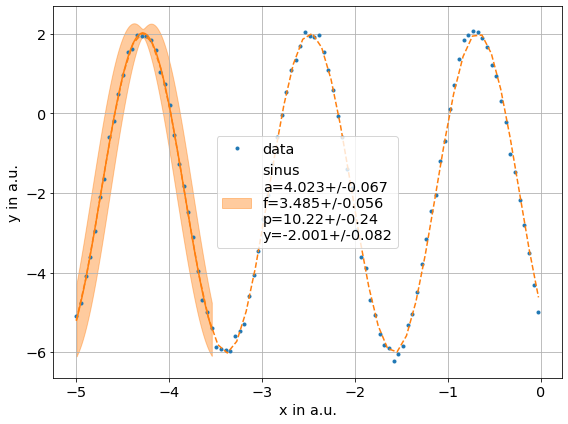 2
0
−2
−4
−6
y in a.u.
data
sinus
a=4.023+/-0.067
f=3.485+/-0.056
p=10.22+/-0.24
y=-2.001+/-0.082
−5 −4 −3 −2 −1 0
x in a.u.